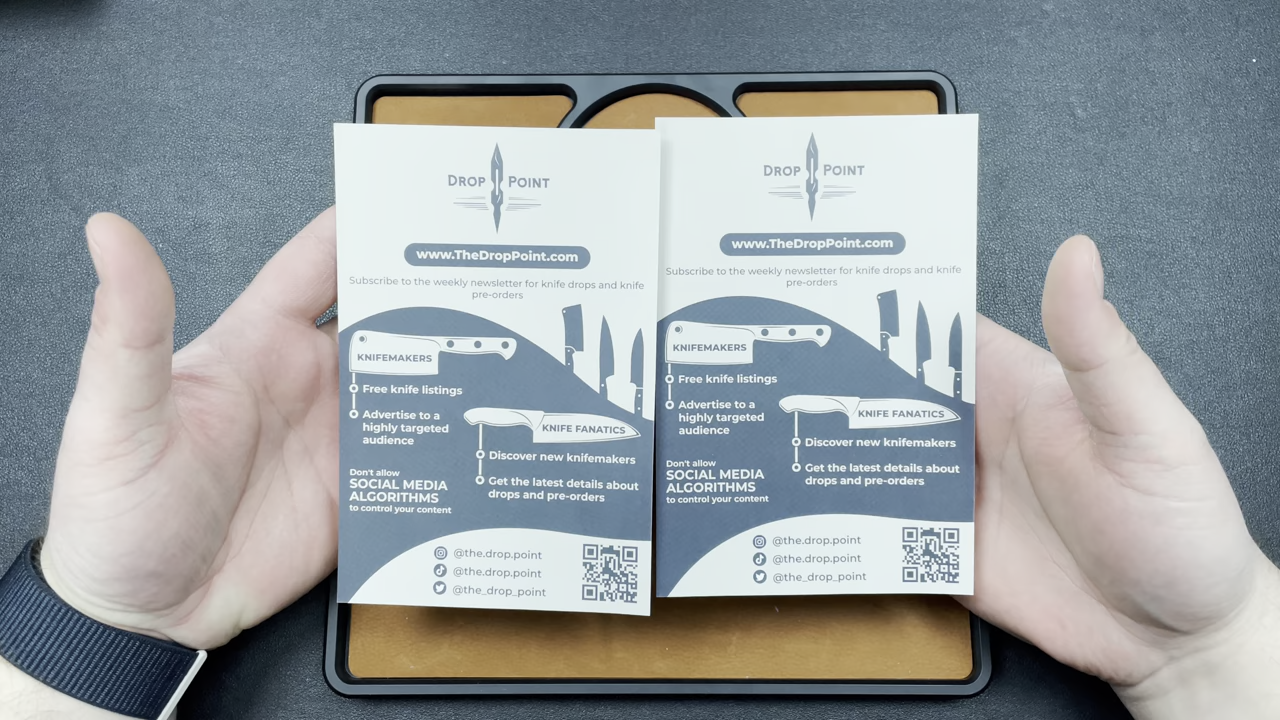 DROP POINT
www.TheDropPoint.com
Subscribe to the weekly newsletter for knife drops and knife
pre-orders
KNIFEMAKERS
Free knife listings
Advertise to a
highly targeted
audience
KNIFE FANATICS
Discover new knifemakers
Get the latest details about
drops and pre-orders
Don't allow
SOCIAL MEDIA
ALGORITHMS
to control your content
@the.drop.point
@the.drop.point
@the_drop_point
DROP POINT
www.TheDropPoint.com
Subscribe to the weekly newsletter for knife drops and knife
pre-orders
KNIFEMAKERS
Free knife listings
Advertise to a
highly targeted
audience
KNIFE FANATICS
Discover new knifemakers
Get the latest details about
drops and pre-orders
Don't allow
SOCIAL MEDIA
ALGORITHMS
to control your content
@the.drop.point
@the.drop.point
@the_drop_point